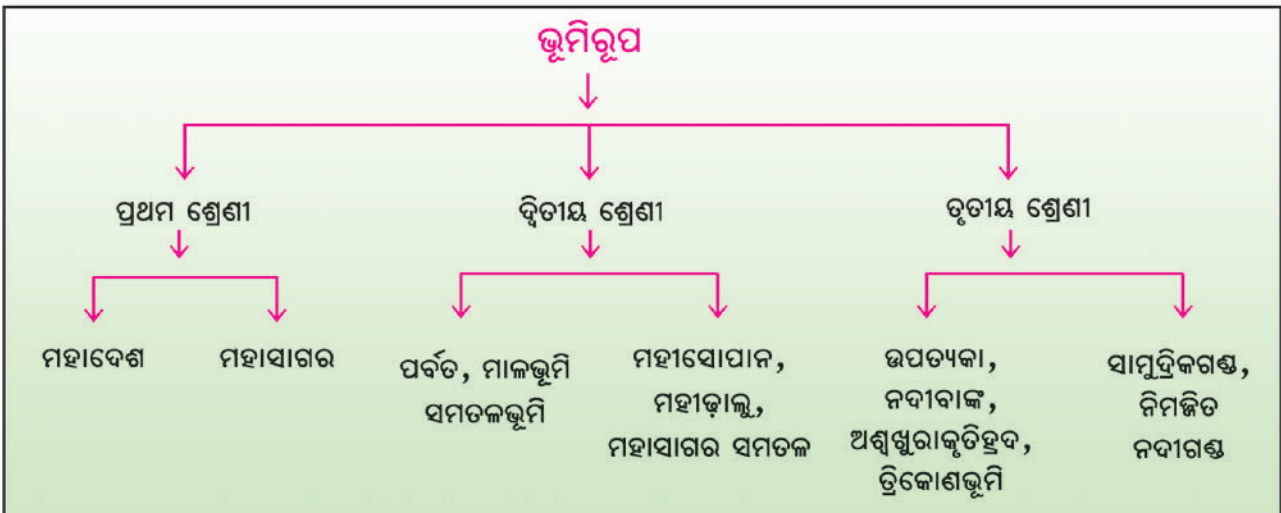 ଭୂମିରୂପ
ପ୍ରଥମ ଶ୍ରେଣୀ
ଦ୍ୱିତୀୟ ଶ୍ରେଣୀ
ତୃତୀୟ ଶ୍ରେଣୀ
ମହାଦେଶ
ମହାସାଗର
ପର୍ବତ, ମାଳଭୂମି
ସମତଳଭୂମି
ମହୀସୋପାନ,
ମହୀଢ଼ାଲୁ,
ମହାସାଗର ସମତଳ
ଉପତ୍ୟକା,
ନଦୀବାଙ୍କ,
ଅଶ୍ୱଖୁରାକୃତିହ୍ରଦ,
ତ୍ରିକୋଣଭୂମି
ସାମୁଦ୍ରିକଗଣ୍ଡ,
ନିମଜିତ
ନଦୀଗଣ୍ଡ